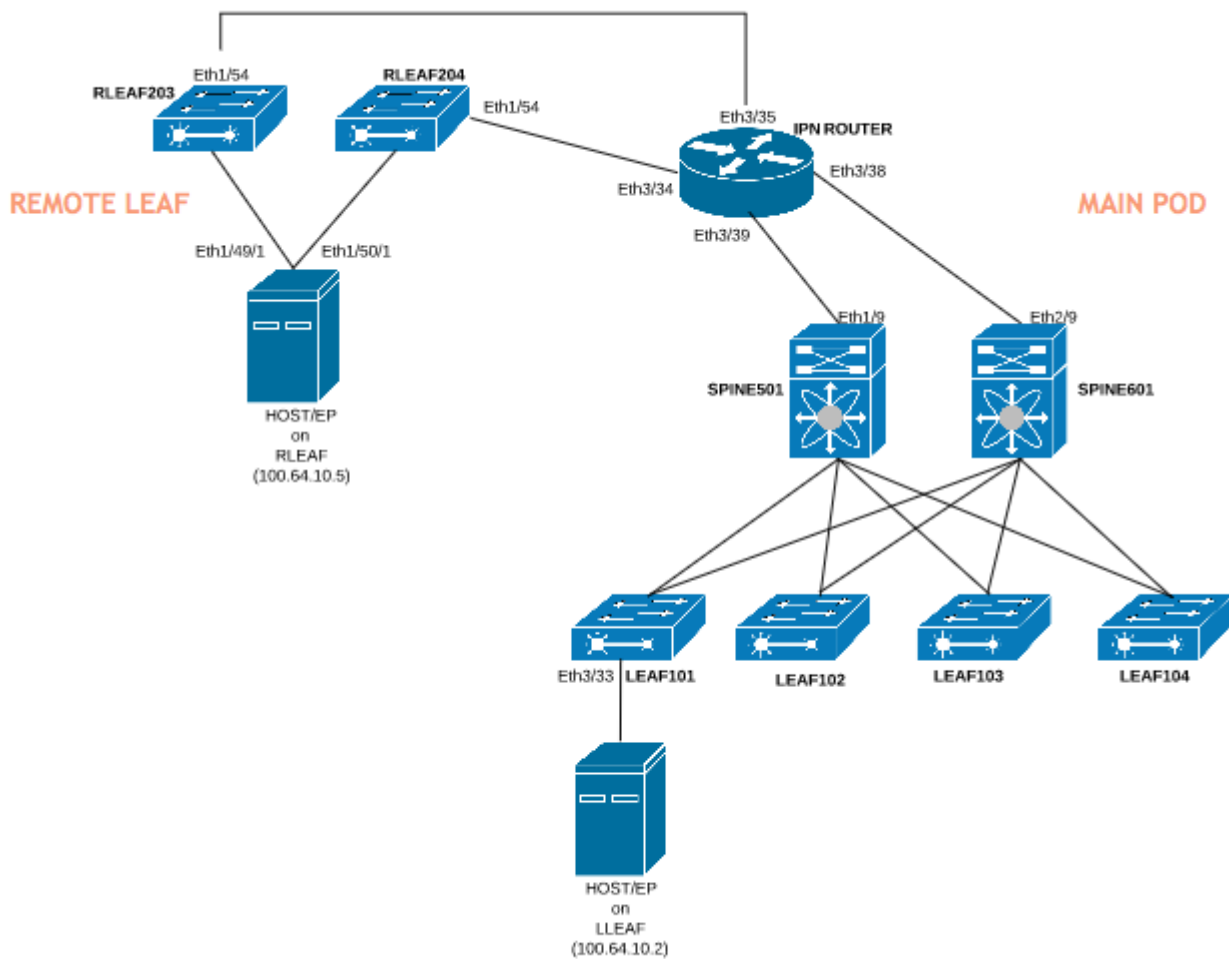 Eth1/54
RLEAF203
RLEAF204
Eth1/54
Eth3/35
IPN ROUTER
Eth3/38
Eth3/34
REMOTE LEAF
MAIN POD
Eth3/39
Eth1/49/1
Eth1/50/1
Eth1/9
Eth2/9
SPINE501
SPINE601
HOST/EP
on
RLEAF
(100.64.10.5)
Eth3/33
LEAF101
LEAF102
LEAF103
LEAF104
HOST/EP
on
LLEAF
(100.64.10.2)